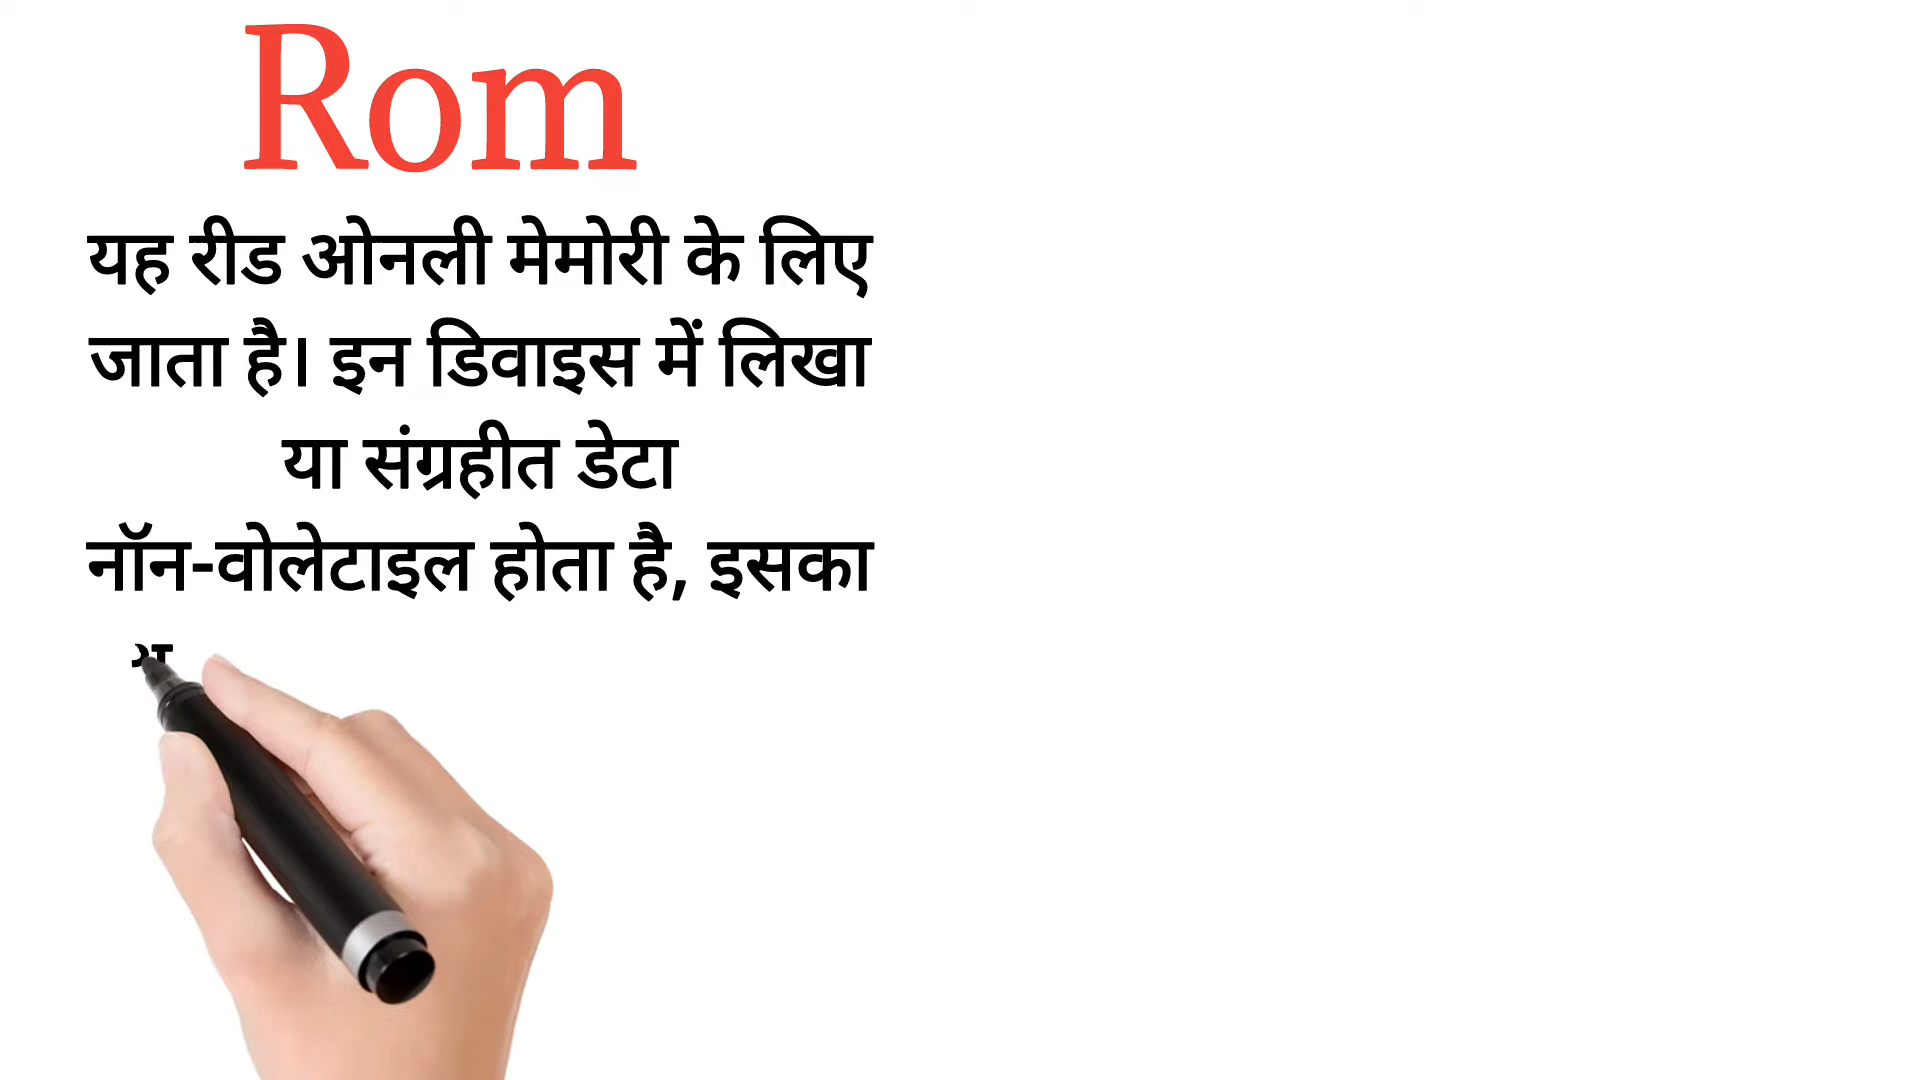 Rom
यह रीड ओनली मेमोरी के लिए
जाता है। इन डिवाइस में लिखा
या संग्रहीत डेटा
नॉन-वोलेटाइल होता है, इसका